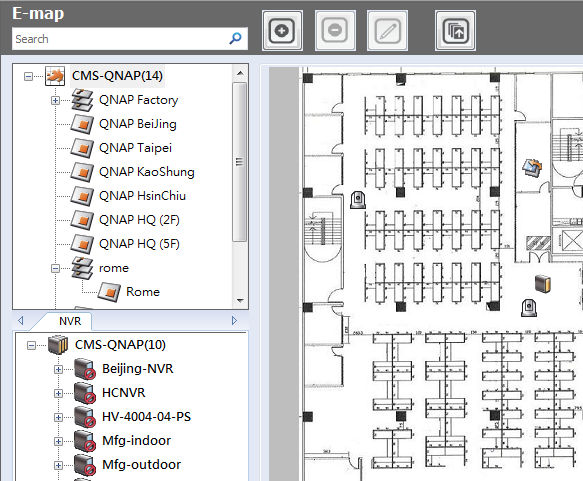 E-map
Search
CMS-QNAP(14)
QNAP Factory
QNAP BeiJing
QNAP Taipei
QNAP KaoShung
QNAP HsinChiu
QNAP HQ (2F)
QNAP HQ (5F)
rome
Rome
NVR
CMS-QNAP(10)
Beijing-NVR
HCNVR
HV-4004-04-PS
Mfg-indoor
Mfg-outdoor